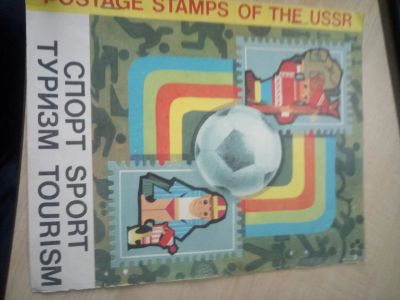 POSTAGE STAMPS OF THE USSR
СПОРТ SPORT
ТУРИЗМ TOURISM